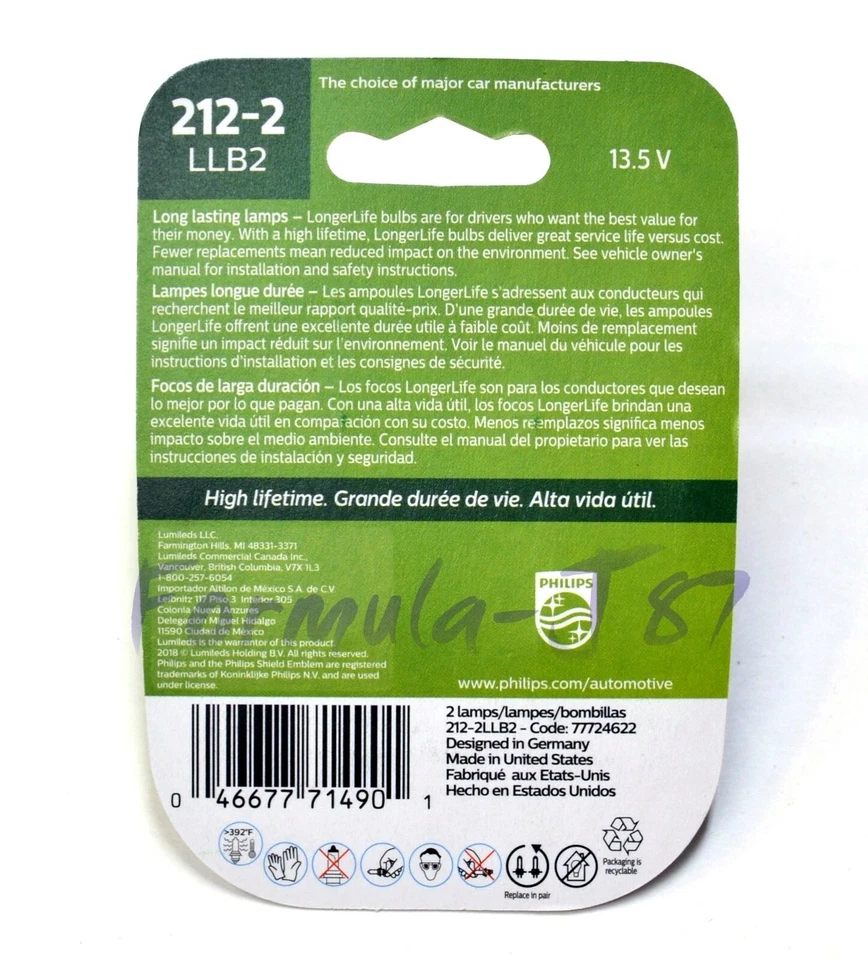 The choice of major car manufacturers
212-2
LLB2
13.5 V
Long lasting lamps – LongerLife bulbs are for drivers who want the best value for
their money. With a high lifetime, LongerLife bulbs deliver great service life versus cost.
Fewer replacements mean reduced impact on the environment. See vehicle owner's
manual for installation and safety instructions.
Lampes longue durée – Les ampoules LongerLife s'adressent aux conducteurs qui
recherchent le meilleur rapport qualité-prix. D'une grande durée de vie, les ampoules
LongerLife offrent une excellente durée utile à faible coût. Moins de remplacement
signifie un impact réduit sur l'environnement. Voir le manuel du véhicule pour les
instructions d'installation et les consignes de sécurité.
Focos de larga duración – Los focos LongerLife son para los conductores que desean
lo mejor por lo que pagan. Con una alta vida útil, los focos LongerLife brindan una
excelente vida útil en comparación con su costo. Menos reemplazos significa menos
impacto sobre el medio ambiente. Consulte el manual del propietario para ver las
instrucciones de instalación y seguridad.
High lifetime. Grande durée de vie. Alta vida útil.
Lumileds LLC.
Farmington Hills, MI 48331-3371
Lumileds Commercial Canada Inc.,
Vancouver, British Columbia, V7X 1L3
1-800-257-6054
Importador Altilon de México S.A. de C.V.
Leibnitz 117 Piso 3 Interior 305
Colonia Nueva Anzures
Delegación Miguel Hidalgo
11590 Ciudad de México
Lumileds is the warrantor of this product.
2018 © Lumileds Holding B.V. All rights reserved.
Philips and the Philips Shield Emblem are registered
trademarks of Koninklijke Philips N.V. and are used
under license.
PHILIPS
Formula-T 87
www.philips.com/automotive
2 lamps/lampes/bombillas
212-2LLB2 - Code: 77724622
Designed in Germany
Made in United States
Fabriqué aux Etats-Unis
Hecho en Estados Unidos
0 46677 71490 1
>392°F
Replace in pair
Packaging is
recyclable